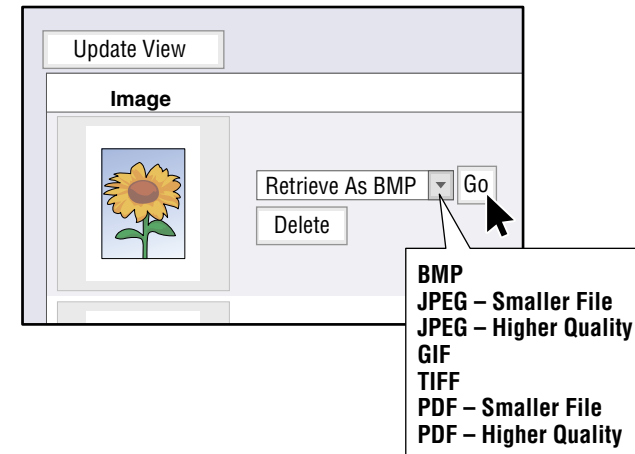 Update View
Image
Retrieve As BMP
Go
Delete
BMP
JPEG – Smaller File
JPEG – Higher Quality
GIF
TIFF
PDF – Smaller File
PDF – Higher Quality